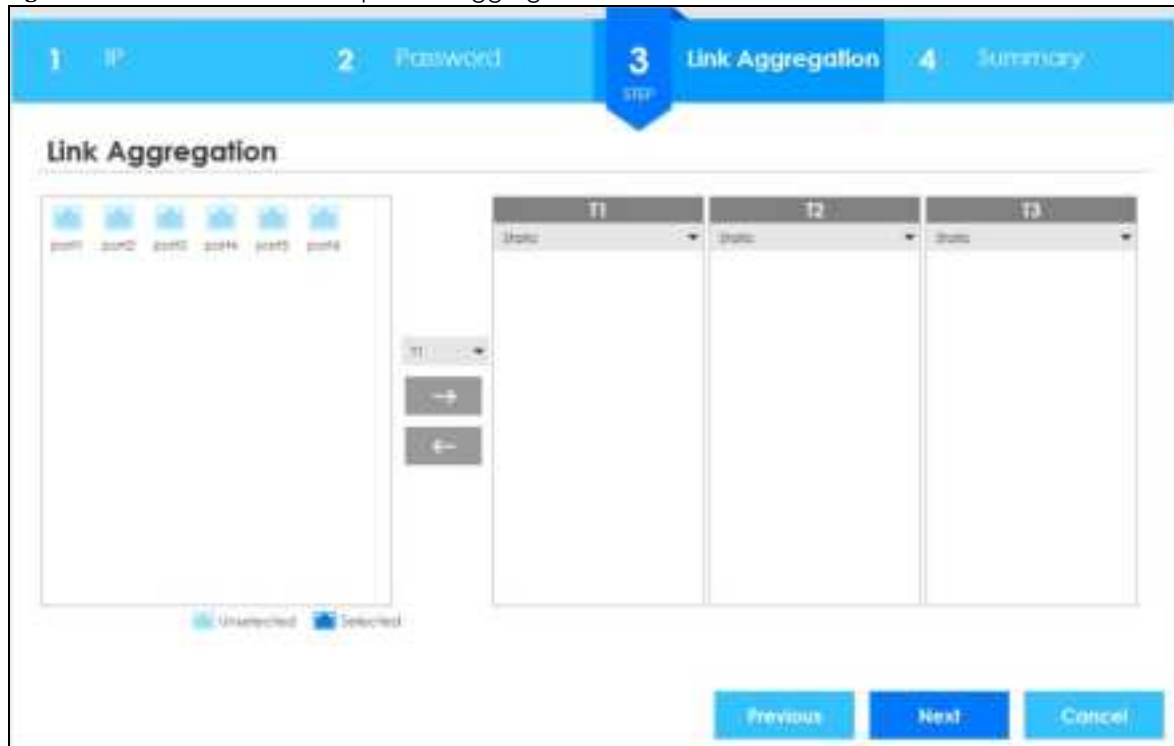 1 IP 2 Password 3 STEP Link Aggregation 4 Summary
Link Aggregation
port1 port2 port3 port4 port5 port6
T1 T2 T3
Static Static Static
T1
Unselected Selected
Previous Next Cancel